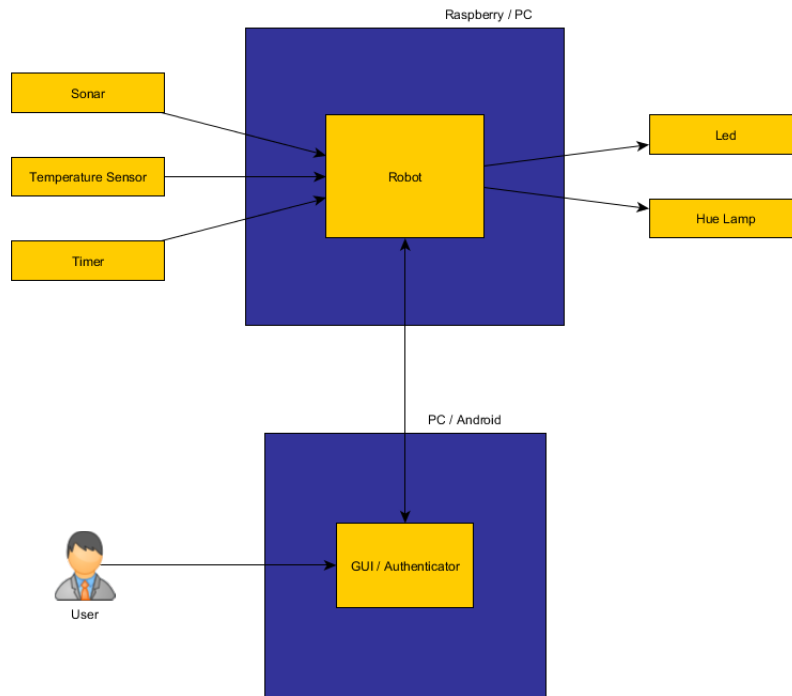 Raspberry / PC
Sonar
Led
Temperature Sensor
Robot
Hue Lamp
Timer
PC / Android
GUI / Authenticator
User